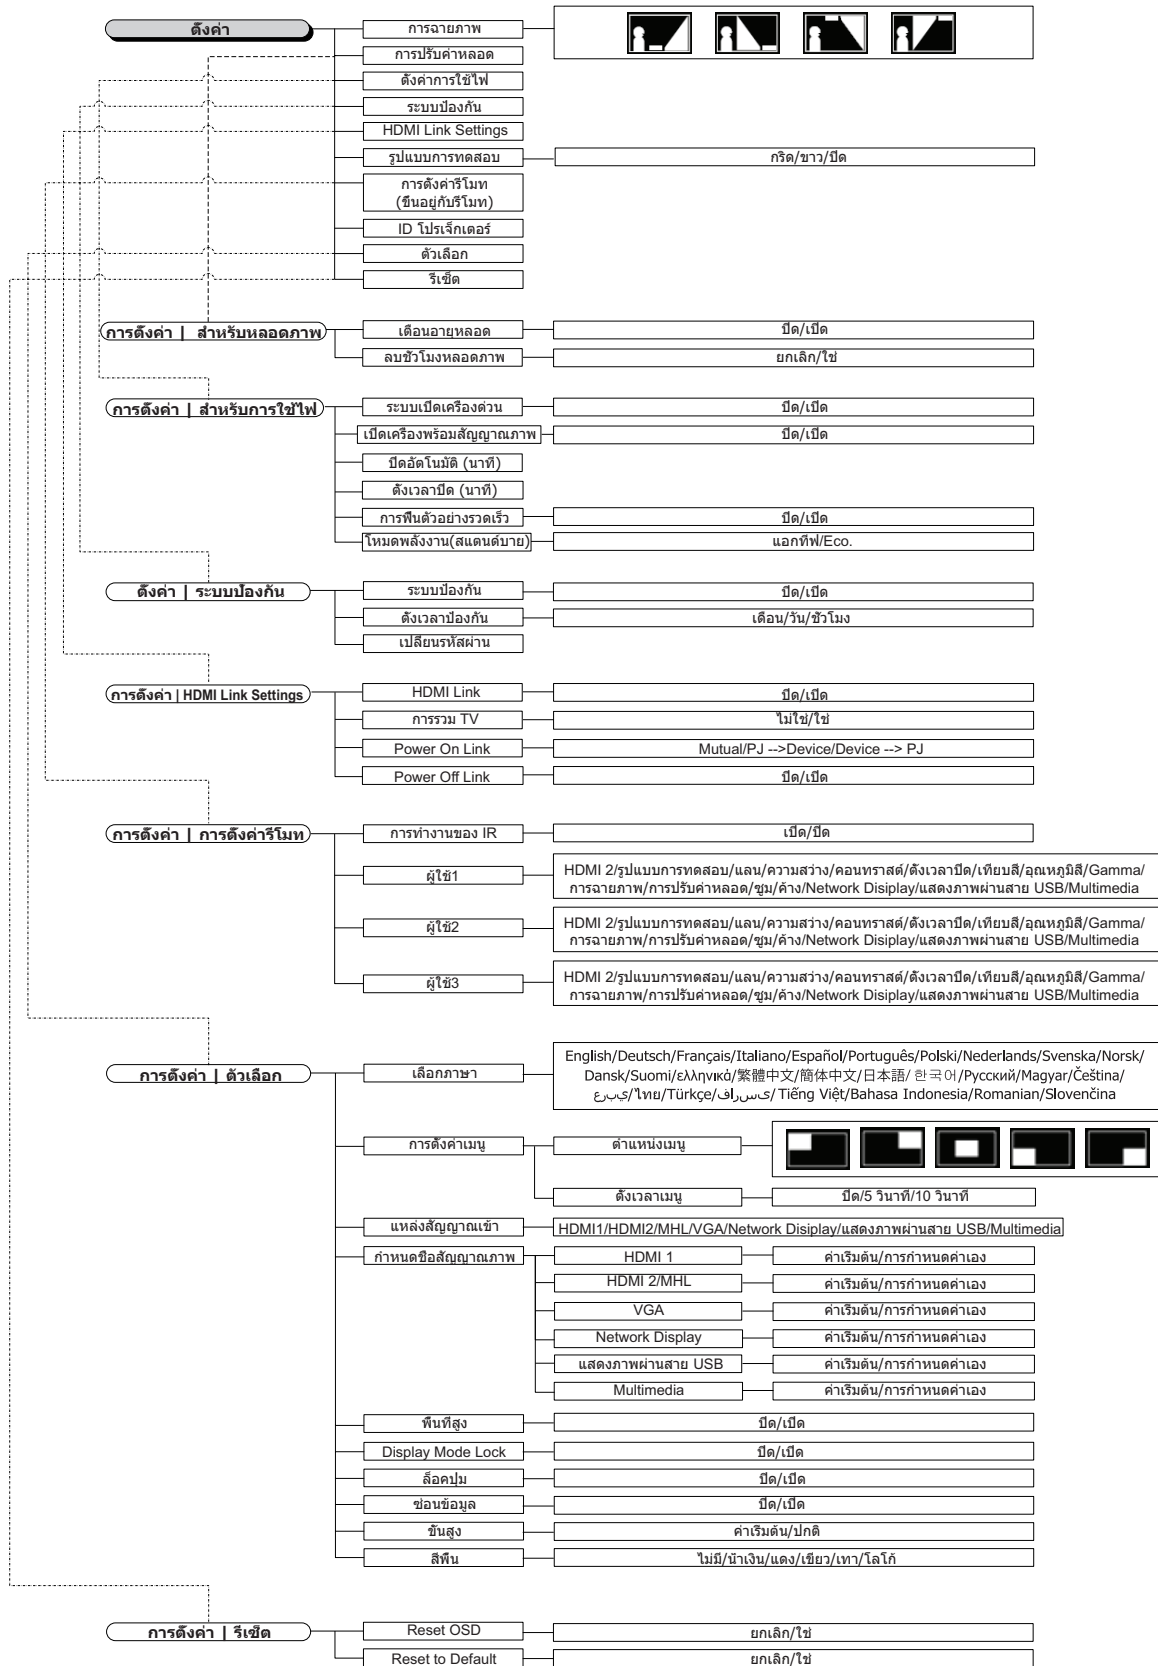 ตั้งค่า
การฉายภาพ
การปรับค่าหลอด
ตั้งค่าการใช้ไฟ
ระบบป้องกัน
HDMI Link Settings
รูปแบบการทดสอบ
กริด/ขาว/ปิด
การตั้งค่ารีโมท
(ขึ้นอยู่กับรีโมท)
ID โปรเจ็กเตอร์
ตัวเลือก
รีเซ็ต
การตั้งค่า | สำหรับหลอดภาพ
เตือนอายุหลอด
ปิด/เปิด
ลบชั่วโมงหลอดภาพ
ยกเลิก/ใช่
การตั้งค่า | สำหรับการใช้ไฟ
ระบบเปิดเครื่องด่วน
ปิด/เปิด
เปิดเครื่องพร้อมสัญญาณภาพ
ปิด/เปิด
ปิดอัตโนมัติ (นาที)
ตั้งเวลาปิด (นาที)
การฟื้นตัวอย่างรวดเร็ว
ปิด/เปิด
โหมดพลังงาน(สแตนด์บาย)
แอกทีฟ/Eco.
ตั้งค่า | ระบบป้องกัน
ระบบป้องกัน
ปิด/เปิด
ตั้งเวลาป้องกัน
เดือน/วัน/ชั่วโมง
เปลี่ยนรหัสผ่าน
การตั้งค่า | HDMI Link Settings
HDMI Link
ปิด/เปิด
การรวม TV
ไม่ใช่/ใช่
Power On Link
Mutual/PJ -->Device/Device --> PJ
Power Off Link
ปิด/เปิด
การตั้งค่า | การตั้งค่ารีโมท
การทำงานของ IR
เปิด/ปิด
ผู้ใช้1
HDMI 2/รูปแบบการทดสอบ/แลน/ความสว่าง/คอนทราสต์/ตั้งเวลาปิด/เทียบสี/อุณหภูมิสี/Gamma/
การฉายภาพ/การปรับค่าหลอด/ซูม/ค้าง/Network Disiplay/แสดงภาพผ่านสาย USB/Multimedia
ผู้ใช้2
HDMI 2/รูปแบบการทดสอบ/แลน/ความสว่าง/คอนทราสต์/ตั้งเวลาปิด/เทียบสี/อุณหภูมิสี/Gamma/
การฉายภาพ/การปรับค่าหลอด/ซูม/ค้าง/Network Disiplay/แสดงภาพผ่านสาย USB/Multimedia
ผู้ใช้3
HDMI 2/รูปแบบการทดสอบ/แลน/ความสว่าง/คอนทราสต์/ตั้งเวลาปิด/เทียบสี/อุณหภูมิสี/Gamma/
การฉายภาพ/การปรับค่าหลอด/ซูม/ค้าง/Network Disiplay/แสดงภาพผ่านสาย USB/Multimedia
การตั้งค่า | ตัวเลือก
เลือกภาษา
English/Deutsch/Français/Italiano/Español/Português/Polski/Nederlands/Svenska/Norsk/
Dansk/Suomi/ελληνικά/繁體中文/簡体中文/日本語/한국어/Русский/Magyar/Čeština/
ﻱﺏﺭﻉ/ไทย/Türkçe/ﻯﺱﺭﺍﻑ/Tiếng Việt/Bahasa Indonesia/Romanian/Slovenčina
การตั้งค่าเมนู
ตำแหน่งเมนู
ตั้งเวลาเมนู
ปิด/5 วินาที/10 วินาที
แหล่งสัญญาณเข้า
HDMI1/HDMI2/MHL/VGA/Network Disiplay/แสดงภาพผ่านสาย USB/Multimedia
กำหนดชื่อสัญญาณภาพ
HDMI 1
ค่าเริ่มต้น/การกำหนดค่าเอง
HDMI 2/MHL
ค่าเริ่มต้น/การกำหนดค่าเอง
VGA
ค่าเริ่มต้น/การกำหนดค่าเอง
Network Display
ค่าเริ่มต้น/การกำหนดค่าเอง
แสดงภาพผ่านสาย USB
ค่าเริ่มต้น/การกำหนดค่าเอง
Multimedia
ค่าเริ่มต้น/การกำหนดค่าเอง
พื้นที่สูง
ปิด/เปิด
Display Mode Lock
ปิด/เปิด
ล็อคปุ่ม
ปิด/เปิด
ซ่อนข้อมูล
ปิด/เปิด
ขั้นสูง
ค่าเริ่มต้น/ปกติ
สีพื้น
ไม่มี/น้ำเงิน/แดง/เขียว/เทา/โลโก้
การตั้งค่า | รีเซ็ต
Reset OSD
ยกเลิก/ใช่
Reset to Default
ยกเลิก/ใช่